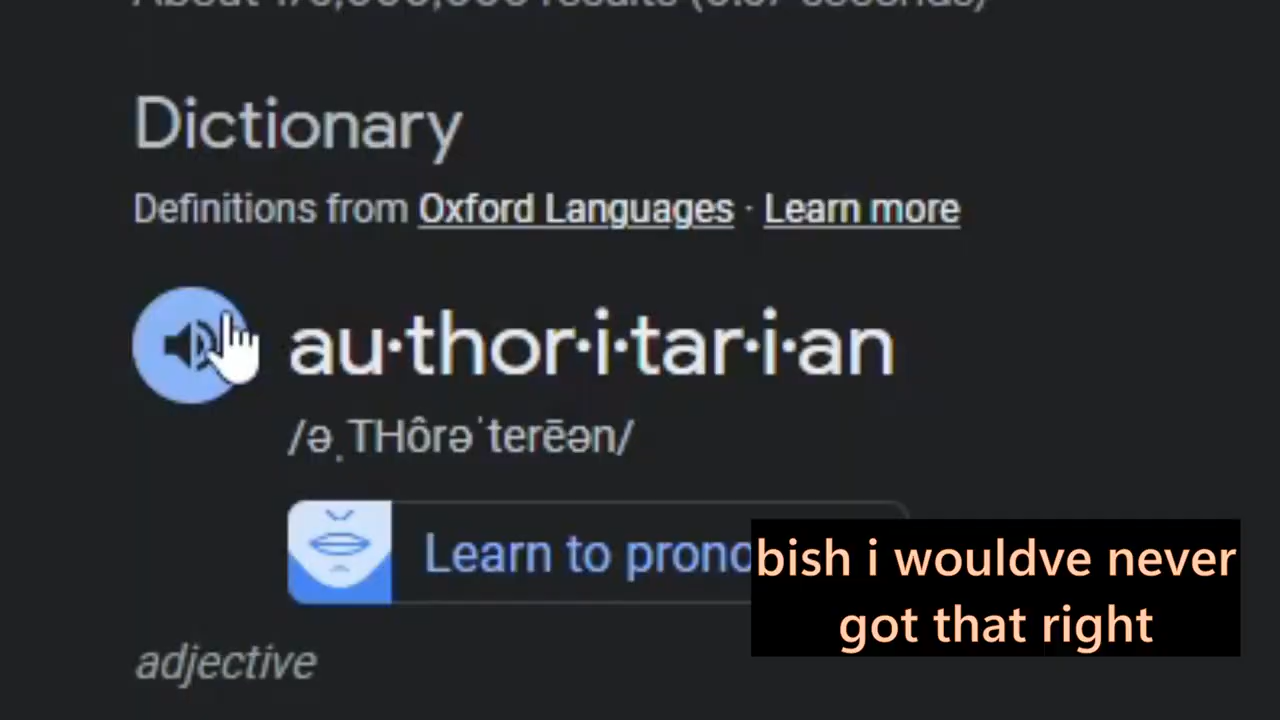 Dictionary
Definitions from Oxford Languages · Learn more
au·thor·i·tar·i·an
/əˌTHôrəˈterēən/
Learn to
bish i wouldve never
got that right
adjective